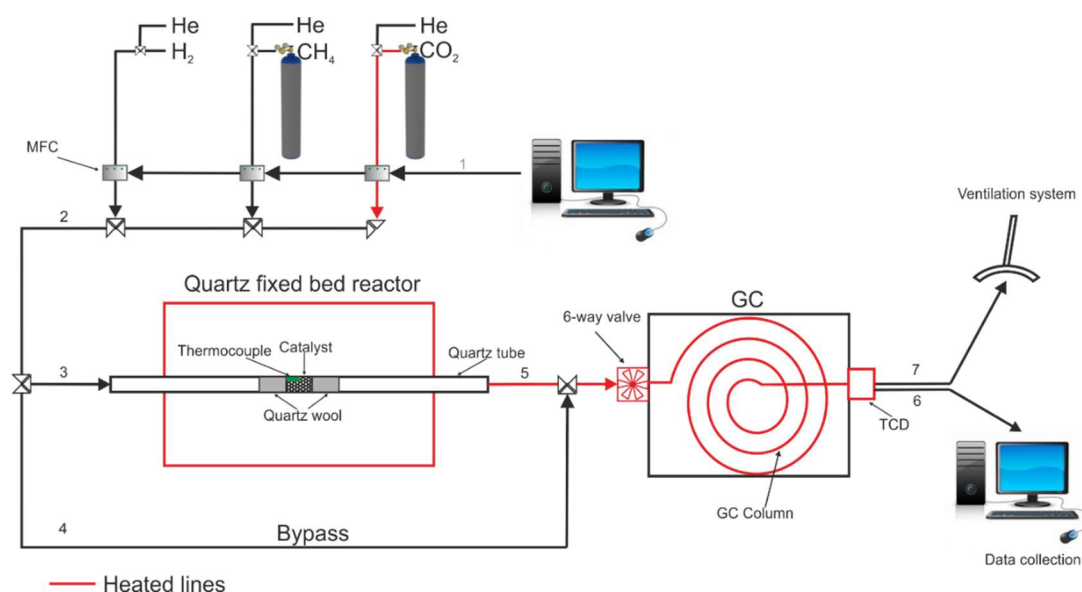 He
H2
He
CH4
He
CO2
MFC
1
2
Ventilation system
Quartz fixed bed reactor
GC
6-way valve
Thermocouple
Catalyst
Quartz tube
3
5
7
6
Quartz wool
TCD
GC Column
4
Bypass
Data collection
Heated lines